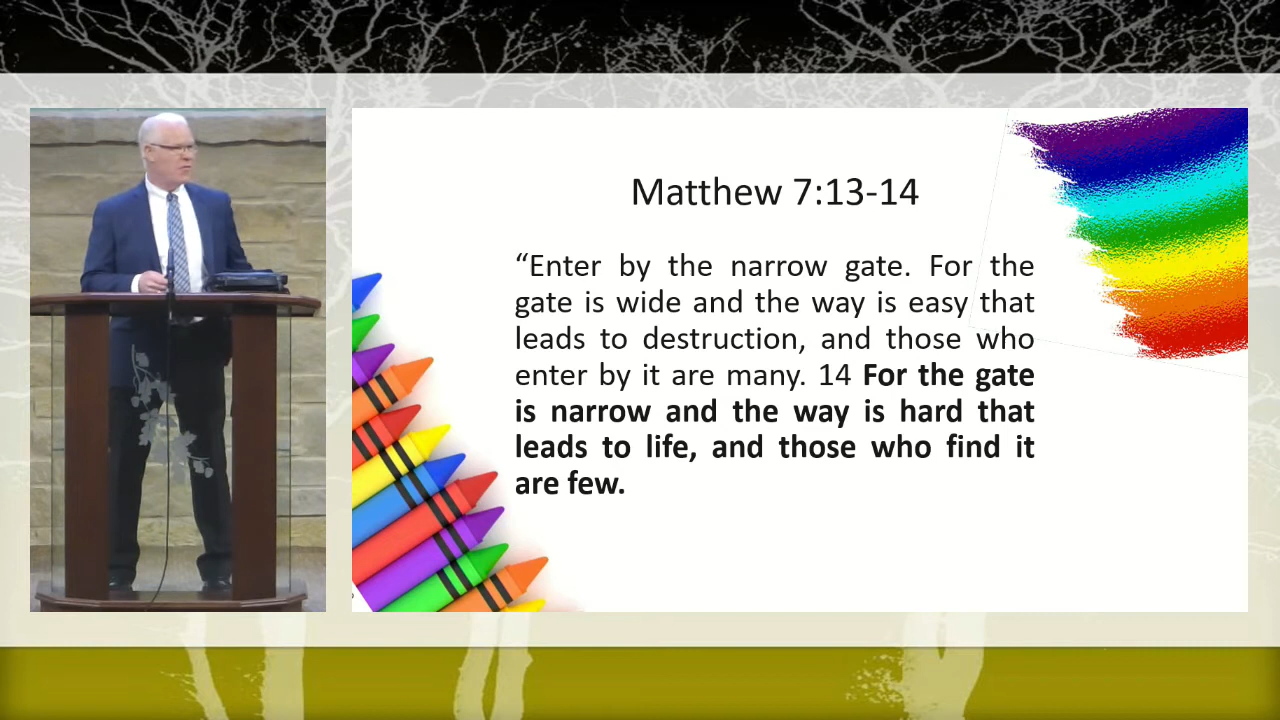 Matthew 7:13-14
“Enter by the narrow gate. For the
gate is wide and the way is easy that
leads to destruction, and those who
enter by it are many. 14 For the gate
is narrow and the way is hard that
leads to life, and those who find it
are few.